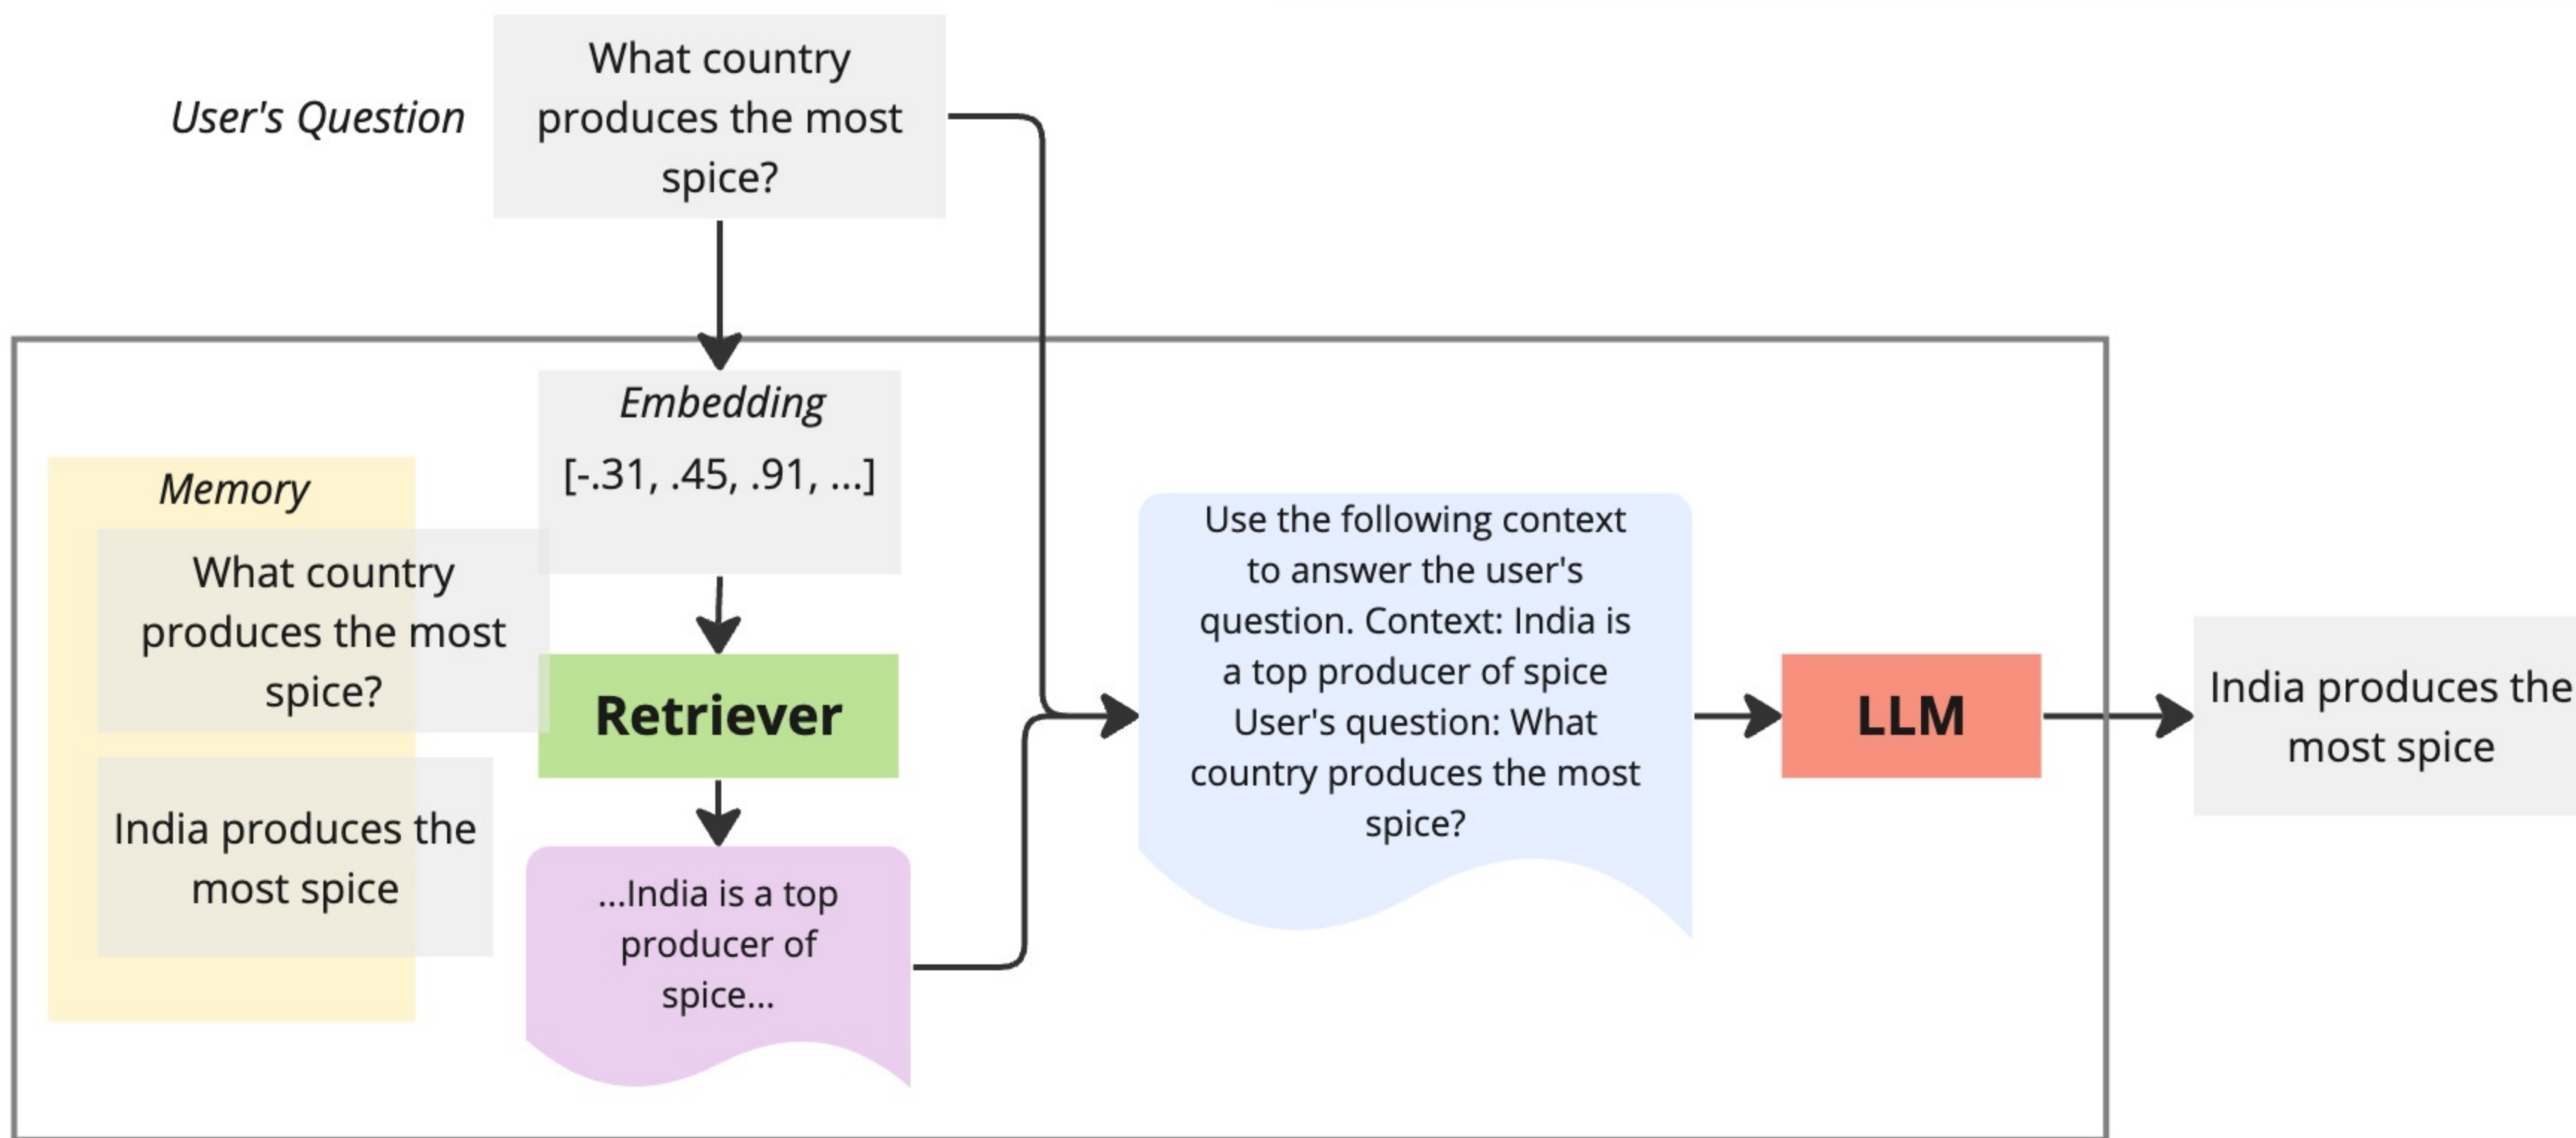 What country
produces the most
spice?
User's Question
Embedding
[-.31, .45, .91, ...]
Memory
What country
produces the most
spice?
India produces the
most spice
Retriever
...India is a top
producer of
spice...
Use the following context
to answer the user's
question. Context: India is
a top producer of spice
User's question: What
country produces the most
spice?
LLM
India produces the
most spice